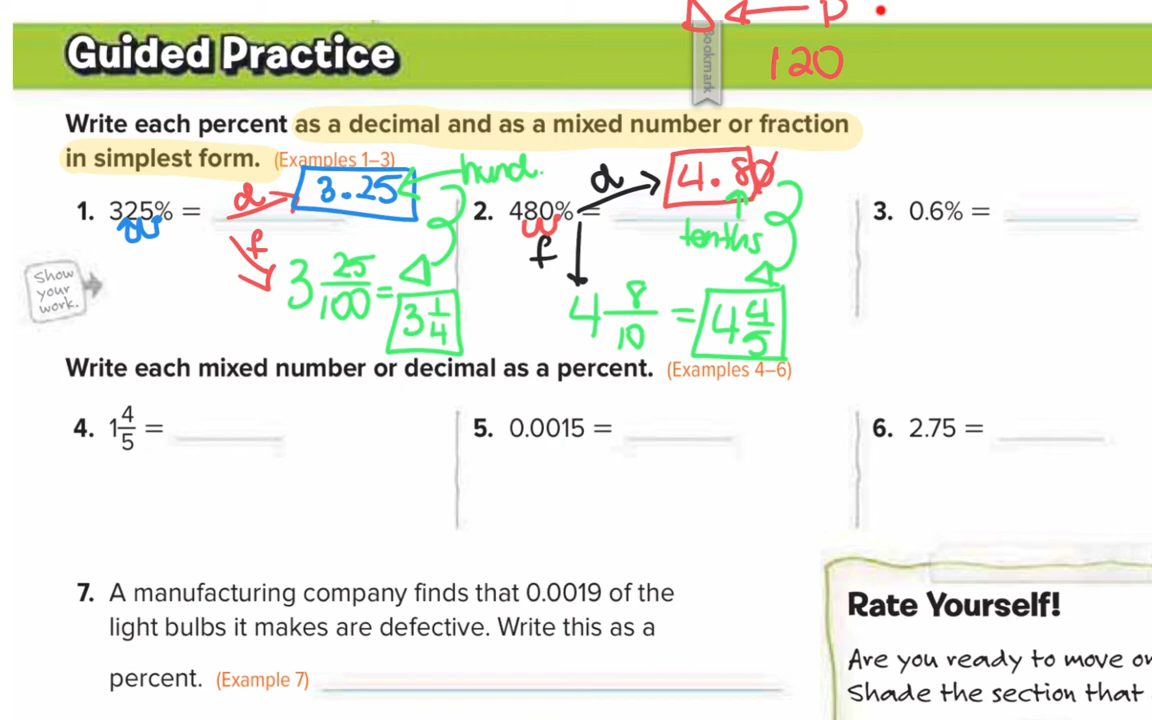 D ← P
120
Guided Practice
Bookmark
Write each percent as a decimal and as a mixed number or fraction
in simplest form. (Examples 1–3)
hund.
d 3.25
d 4.80
1. 325% =
2. 480% =
3. 0.6% =
tenths
f
f
Show
your
work.
3 25/100 = 3 1/4
4 8/10 = 4 4/5
Write each mixed number or decimal as a percent. (Examples 4–6)
4. 1 4/5 =
5. 0.0015 =
6. 2.75 =
7. A manufacturing company finds that 0.0019 of the
light bulbs it makes are defective. Write this as a
percent. (Example 7)
Rate Yourself!
Are you ready to move
Shade the section that